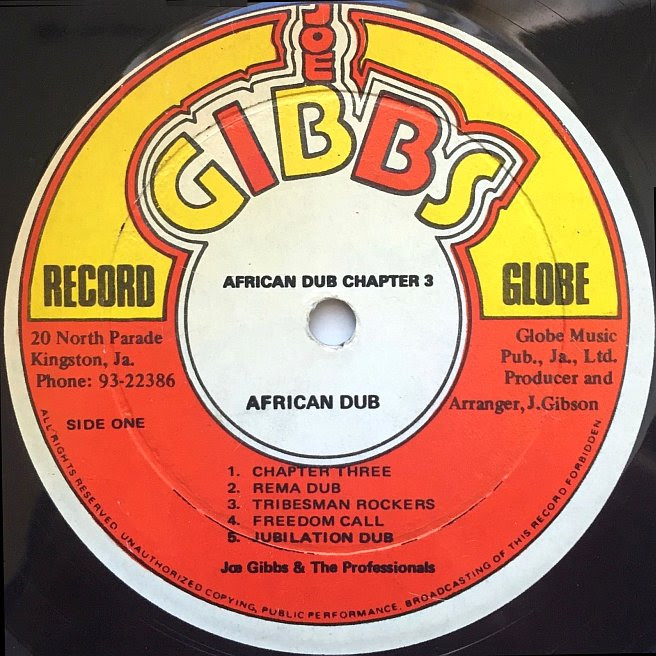 JOE
GIBBS
RECORD
GLOBE
AFRICAN DUB CHAPTER 3
20 North Parade
Kingston, Ja.
Phone: 93-22386
Globe Music
Pub., Ja., Ltd.
Producer and
Arranger, J.Gibson
AFRICAN DUB
SIDE ONE
1. CHAPTER THREE
2. REMA DUB
3. TRIBESMAN ROCKERS
4. FREEDOM CALL
5. JUBILATION DUB
Joe Gibbs & The Professionals
ALL RIGHTS RESERVED. UNAUTHORIZED COPYING, PUBLIC PERFORMANCE, BROADCASTING OF THIS RECORD FORBIDDEN